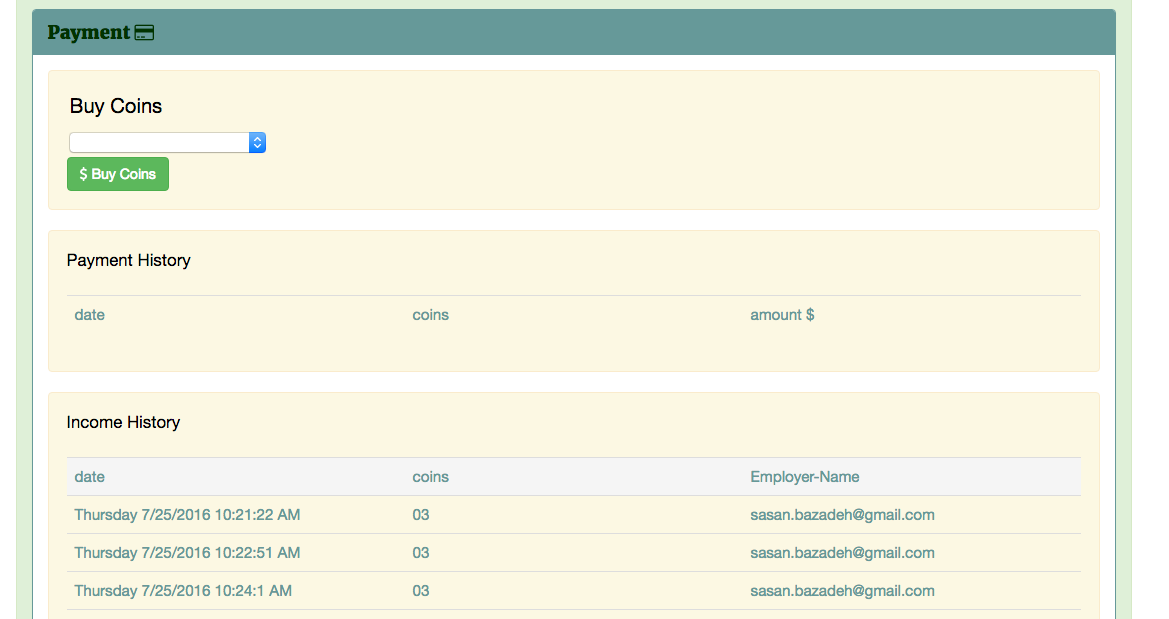 Payment
Buy Coins
$ Buy Coins
Payment History
date coins amount $
Income History
date coins Employer-Name
Thursday 7/25/2016 10:21:22 AM 03 sasan.bazadeh@gmail.com
Thursday 7/25/2016 10:22:51 AM 03 sasan.bazadeh@gmail.com
Thursday 7/25/2016 10:24:1 AM 03 sasan.bazadeh@gmail.com